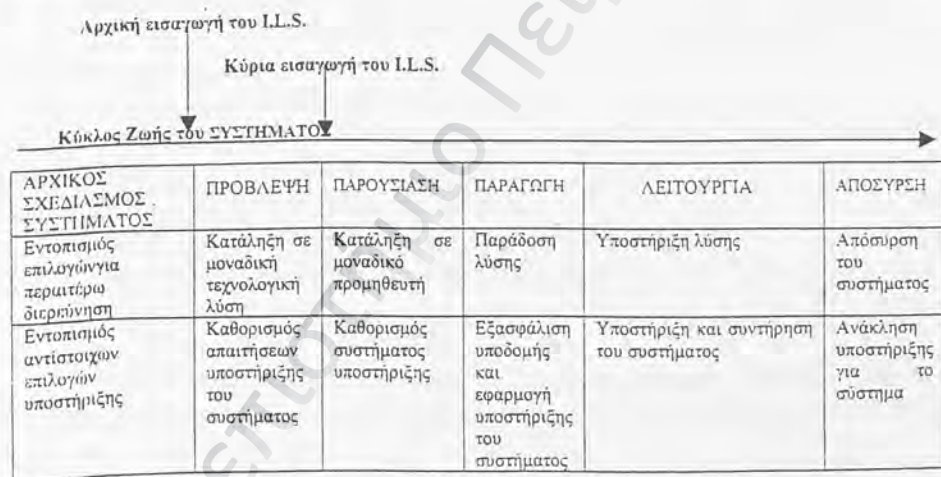 Αρχική εισαγωγή του I.L.S.
Κύρια εισαγωγή του I.L.S.
Κύκλος Ζωής του ΣΥΣΤΗΜΑΤΟΣ
ΑΡΧΙΚΟΣ
ΣΧΕΔΙΑΣΜΟΣ
ΣΥΣΤΗΜΑΤΟΣ
ΠΡΟΒΛΕΨΗ
ΠΑΡΟΥΣΙΑΣΗ
ΠΑΡΑΓΩΓΗ
ΛΕΙΤΟΥΡΓΙΑ
ΑΠΟΣΥΡΣΗ
Εντοπισμός
επιλογώνγια
περαιτέρω
διερεύνηση
Κατάληξη σε
μοναδική
τεχνολογική
λύση
Κατάληξη σε
μοναδικό
προμηθευτή
Παράδοση
λύσης
Υποστήριξη λύσης
Απόσυρση
του
συστήματος
Εντοπισμός
αντίστοιχων
επιλογών
υποστήριξης
Καθορισμός
απαιτήσεων
υποστήριξης
του
συστήματος
Καθορισμός
συστήματος
υποστήριξης
Εξασφάλιση
υποδομής
και
εφαρμογή
υποστήριξης
του
συστήματος
Υποστήριξη και συντήρηση
του συστήματος
Ανάκληση
υποστήριξης
για το
σύστημα